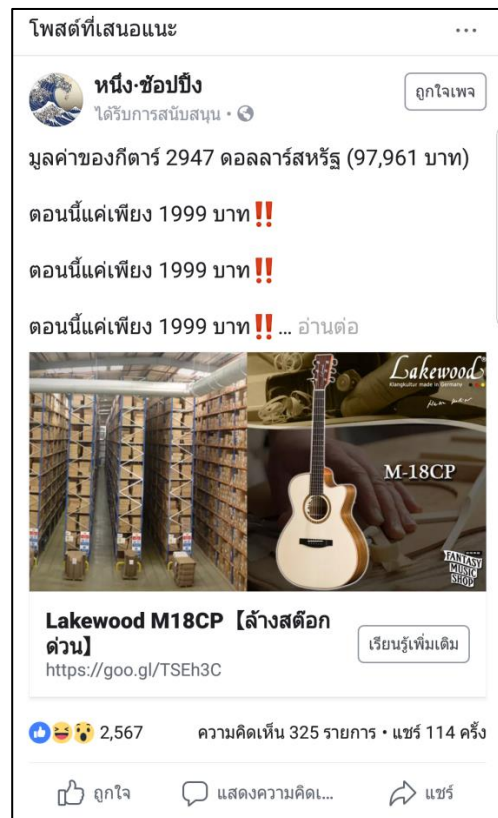 โพสต์ที่เสนอแนะ
หนึ่ง·ช้อปปิ้ง
ถูกใจเพจ
ได้รับการสนับสนุน ·
มูลค่าของกีตาร์ 2947 ดอลลาร์สหรัฐ (97,961 บาท)
ตอนนี้แค่เพียง 1999 บาท‼
ตอนนี้แค่เพียง 1999 บาท‼
ตอนนี้แค่เพียง 1999 บาท‼... อ่านต่อ
Lakewood
Klangkultur made in Germany
M-18CP
FANTASY
MUSIC
SHOP
Lakewood M18CP【ล้างสต๊อก
ด่วน】
เรียนรู้เพิ่มเติม
https://goo.gl/TSEh3C
2,567 ความคิดเห็น 325 รายการ • แชร์ 114 ครั้ง
ถูกใจ แสดงความคิดเ... แชร์